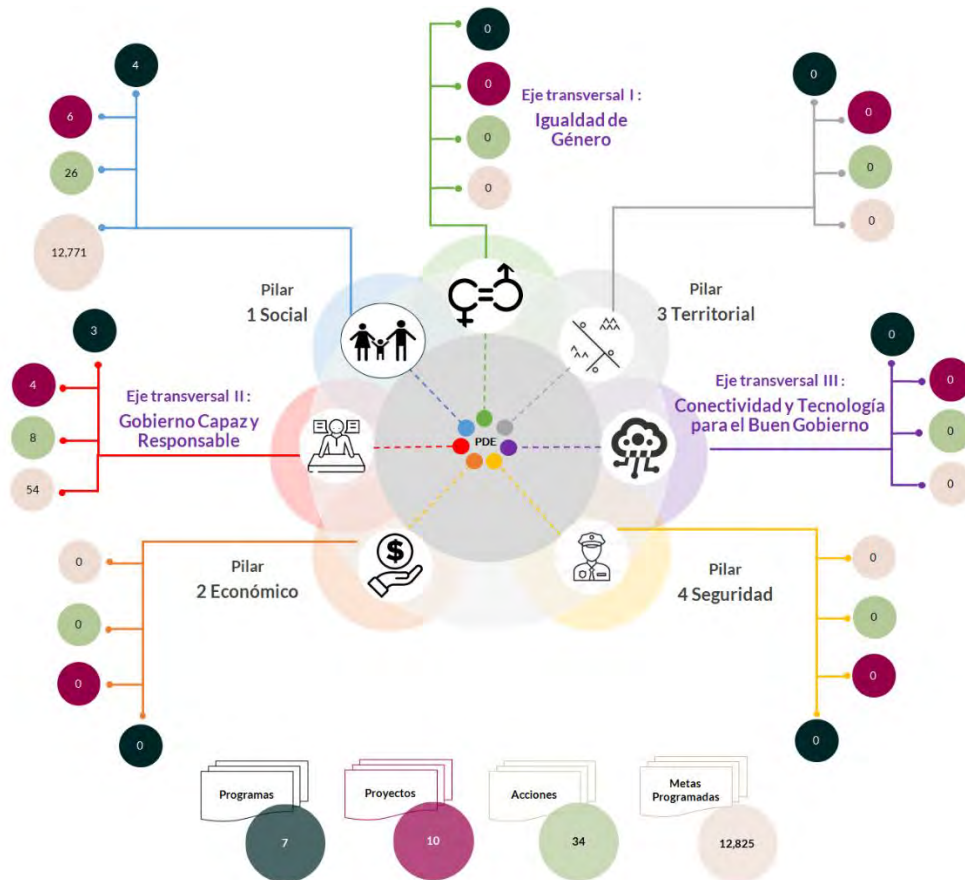 0
4
0
0
6
0
Eje transversal I :
Igualdad de
Género
0
26
0
0
12,771
0
Pilar
1 Social
Pilar
3 Territorial
3
4
8
54
Eje transversal II :
Gobierno Capaz y
Responsable
PDE
Eje transversal III :
Conectividad y Tecnología
para el Buen Gobierno
0
0
0
0
0
0
0
0
Pilar
2 Económico
Pilar
4 Seguridad
0
0
0
0
Programas
7
Proyectos
10
Acciones
34
Metas
Programadas
12,825